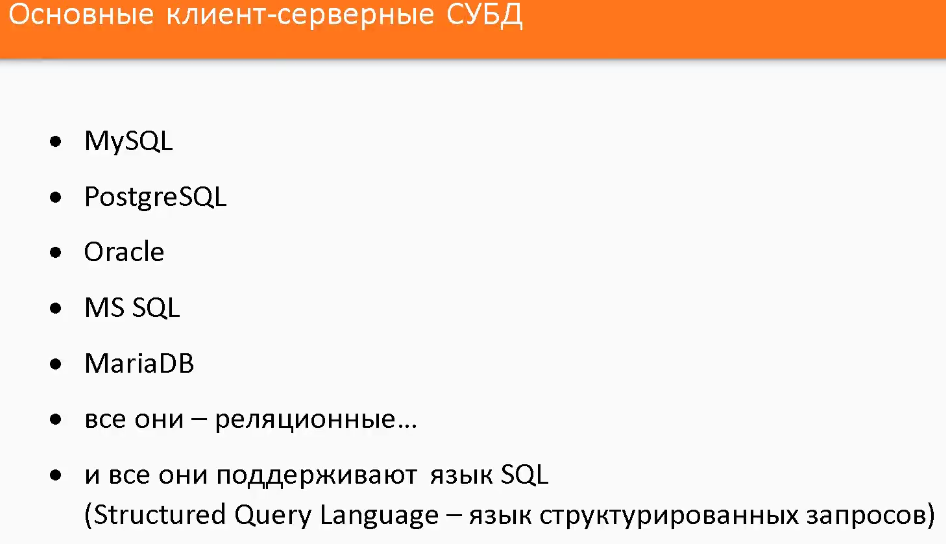 Основные клиент-серверные СУБД
• MySQL
• PostgreSQL
• Oracle
• MS SQL
• MariaDB
• все они – реляционные...
• и все они поддерживают язык SQL
(Structured Query Language – язык структурированных запросов)